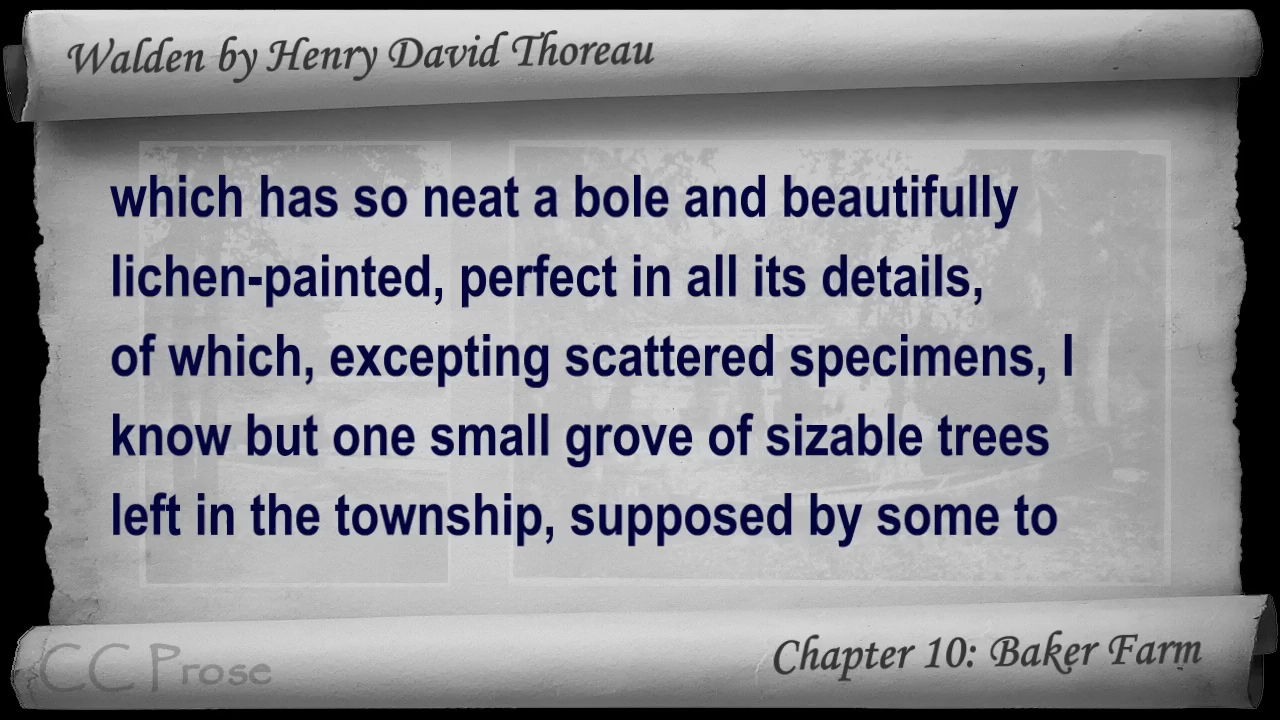 Walden by Henry David Thoreau
which has so neat a bole and beautifully
lichen-painted, perfect in all its details,
of which, excepting scattered specimens, I
know but one small grove of sizable trees
left in the township, supposed by some to
CC Prose
Chapter 10: Baker Farm